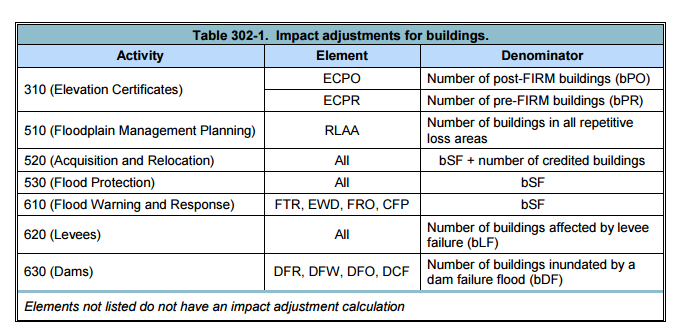 Table 302-1. Impact adjustments for buildings.
Activity Element Denominator
310 (Elevation Certificates)
ECPO Number of post-FIRM buildings (bPO)
ECPR Number of pre-FIRM buildings (bPR)
510 (Floodplain Management Planning) RLAA Number of buildings in all repetitive
loss areas
520 (Acquisition and Relocation) All bSF + number of credited buildings
530 (Flood Protection) All bSF
610 (Flood Warning and Response) FTR, EWD, FRO, CFP bSF
620 (Levees) All Number of buildings affected by levee
failure (bLF)
630 (Dams) DFR, DFW, DFO, DCF Number of buildings inundated by a
dam failure flood (bDF)
Elements not listed do not have an impact adjustment calculation